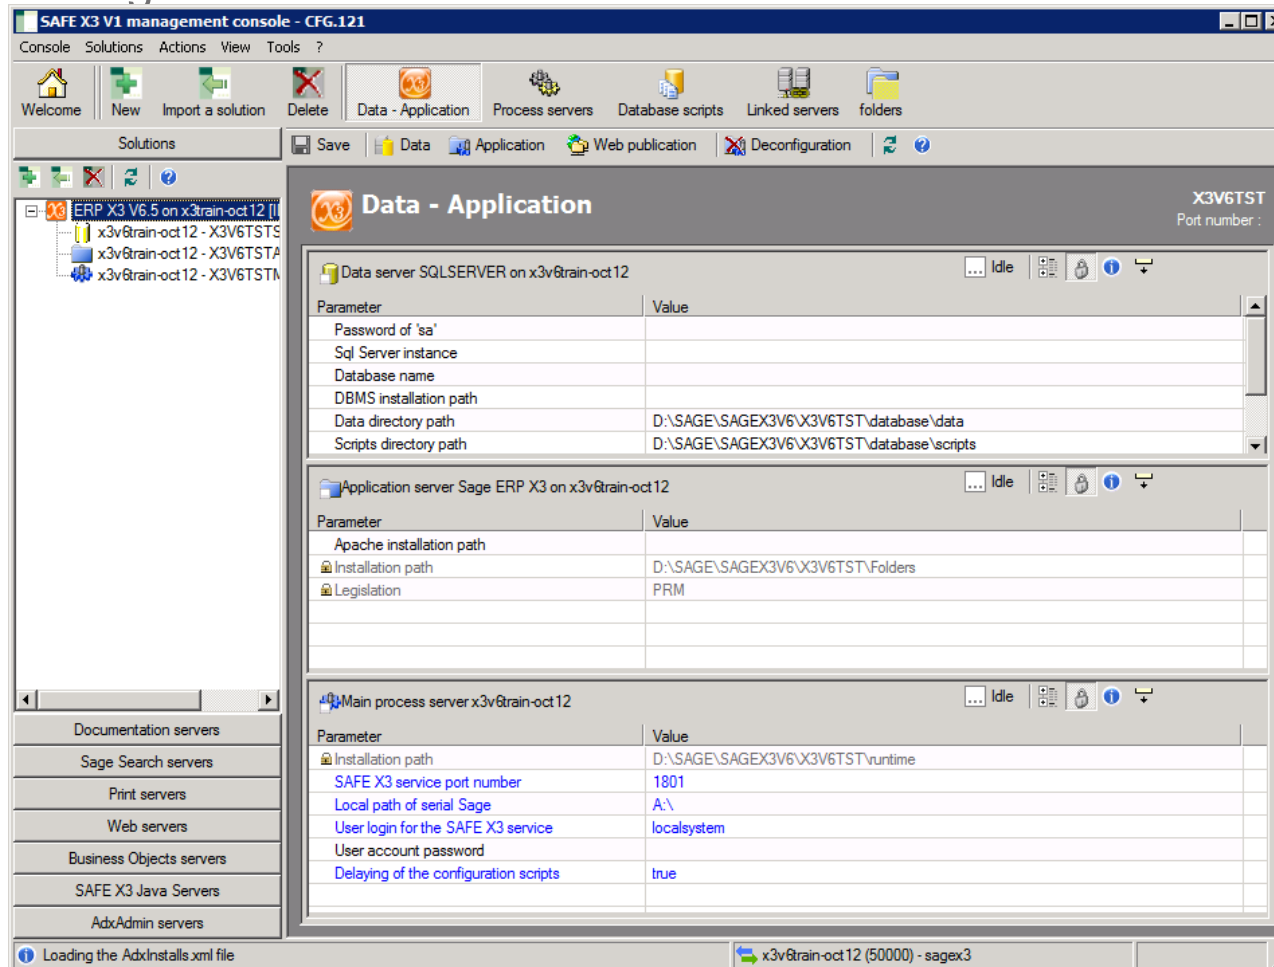 SAFE X3 V1 management console - CFG.121
Console Solutions Actions View Tools ?
Welcome New Import a solution Delete Data - Application Process servers Database scripts Linked servers folders
Solutions
Save Data Application Web publication Deconfiguration
ERP X3 V6.5 on x3train-oct12 [I
x3v6train-oct12 - X3V6TSTS
x3v6train-oct12 - X3V6TSTA
x3v6train-oct12 - X3V6TSTM
Data - Application
X3V6TST
Port number :
Data server SQLSERVER on x3v6train-oct12
... Idle
Parameter Value
Password of 'sa'
Sql Server instance
Database name
DBMS installation path
Data directory path D:\SAGE\SAGEX3V6\X3V6TST\database\data
Scripts directory path D:\SAGE\SAGEX3V6\X3V6TST\database\scripts
Application server Sage ERP X3 on x3v6train-oct12
... Idle
Parameter Value
Apache installation path
Installation path D:\SAGE\SAGEX3V6\X3V6TST\Folders
Legislation PRM
Main process server x3v6train-oct12
... Idle
Parameter Value
Installation path D:\SAGE\SAGEX3V6\X3V6TST\runtime
SAFE X3 service port number 1801
Local path of serial Sage A:\
User login for the SAFE X3 service localsystem
User account password
Delaying of the configuration scripts true
Documentation servers
Sage Search servers
Print servers
Web servers
Business Objects servers
SAFE X3 Java Servers
AdxAdmin servers
Loading the AdxInstalls.xml file
x3v6train-oct12 (50000) - sagex3